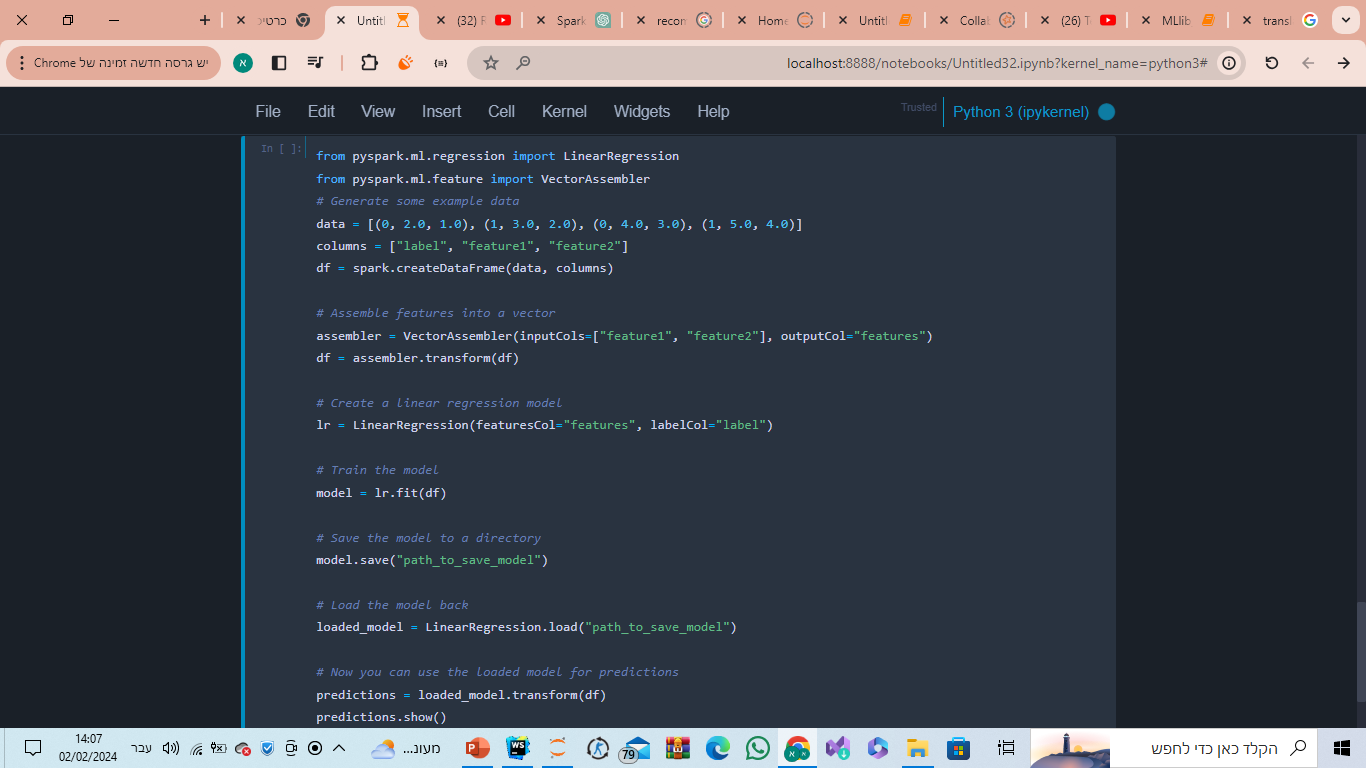 כרטיס
Untitl
(32) F
Spark
recon
Home
Untitl
Colla
(26) T
MLlib
trans
יש גרסה חדשה זמינה של Chrome
א
localhost:8888/notebooks/Untitled32.ipynb?kernel_name=python3#
File Edit View Insert Cell Kernel Widgets Help
Trusted
Python 3 (ipykernel)
In [ ]:
from pyspark.ml.regression import LinearRegression
from pyspark.ml.feature import VectorAssembler
# Generate some example data
data = [(0, 2.0, 1.0), (1, 3.0, 2.0), (0, 4.0, 3.0), (1, 5.0, 4.0)]
columns = ["label", "feature1", "feature2"]
df = spark.createDataFrame(data, columns)
# Assemble features into a vector
assembler = VectorAssembler(inputCols=["feature1", "feature2"], outputCol="features")
df = assembler.transform(df)
# Create a linear regression model
lr = LinearRegression(featuresCol="features", labelCol="label")
# Train the model
model = lr.fit(df)
# Save the model to a directory
model.save("path_to_save_model")
# Load the model back
loaded_model = LinearRegression.load("path_to_save_model")
# Now you can use the loaded model for predictions
predictions = loaded_model.transform(df)
predictions.show()
14:07
02/02/2024
עבר
מעונ...
79
הקלד כאן כדי לחפש